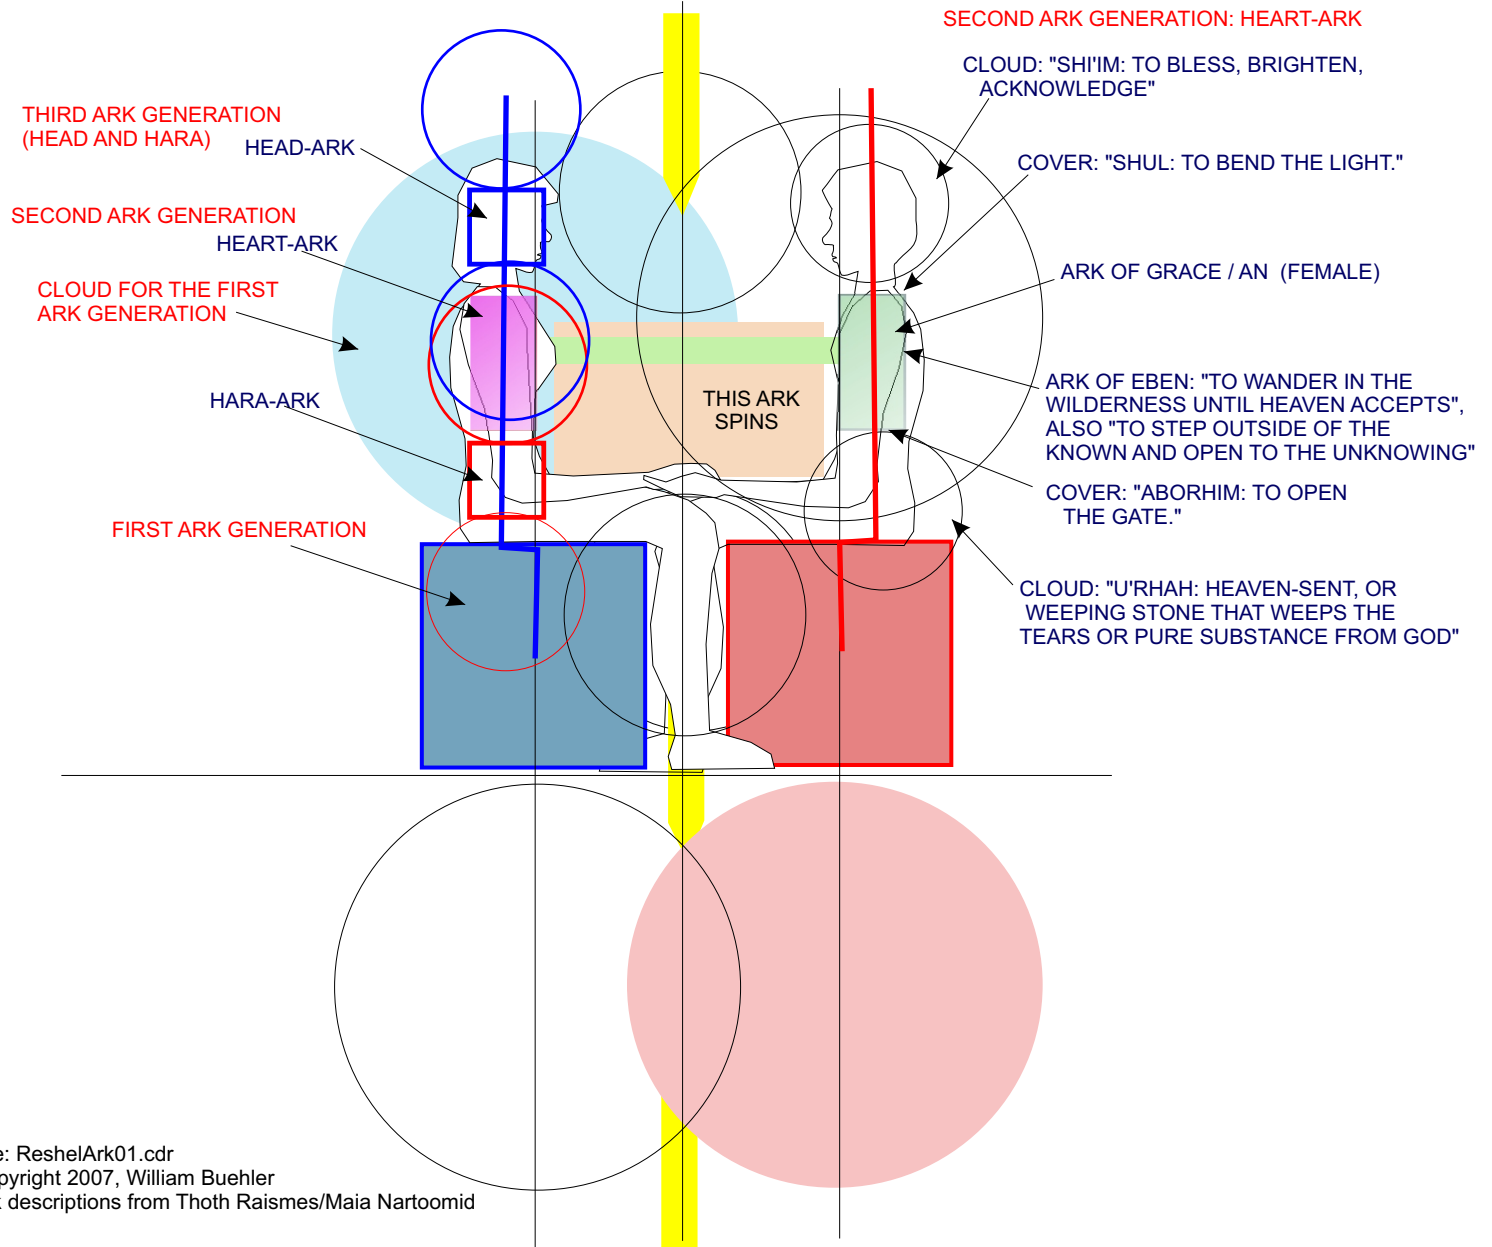 SECOND ARK GENERATION: HEART-ARK
CLOUD: "SHI'IM: TO BLESS, BRIGHTEN,
ACKNOWLEDGE"
THIRD ARK GENERATION
(HEAD AND HARA)
HEAD-ARK
COVER: "SHUL: TO BEND THE LIGHT."
SECOND ARK GENERATION
HEART-ARK
ARK OF GRACE / AN (FEMALE)
CLOUD FOR THE FIRST
ARK GENERATION
ARK OF EBEN: "TO WANDER IN THE
WILDERNESS UNTIL HEAVEN ACCEPTS",
ALSO "TO STEP OUTSIDE OF THE
KNOWN AND OPEN TO THE UNKNOWING"
THIS ARK
SPINS
HARA-ARK
COVER: "ABORHIM: TO OPEN
THE GATE."
FIRST ARK GENERATION
CLOUD: "U'RHAH: HEAVEN-SENT, OR
WEEPING STONE THAT WEEPS THE
TEARS OR PURE SUBSTANCE FROM GOD"
e: ReshelArk01.cdr
pyright 2007, William Buehler
descriptions from Thoth Raismes/Maia Nartoomid